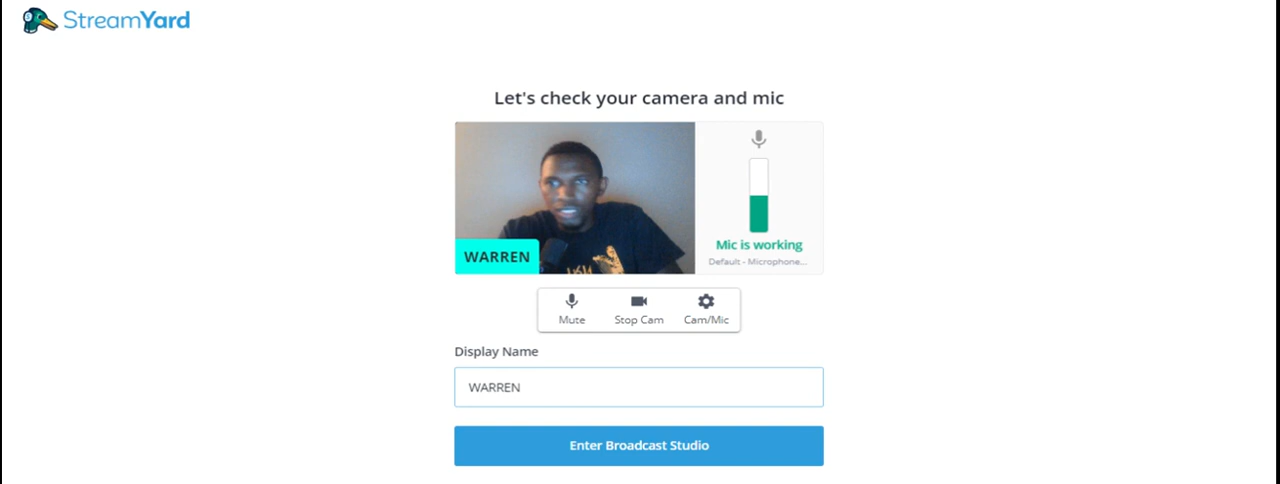 StreamYard
Let's check your camera and mic
WARREN
Mic is working
Default - Microphone...
Mute
Stop Cam
Cam/Mic
Display Name
WARREN
Enter Broadcast Studio